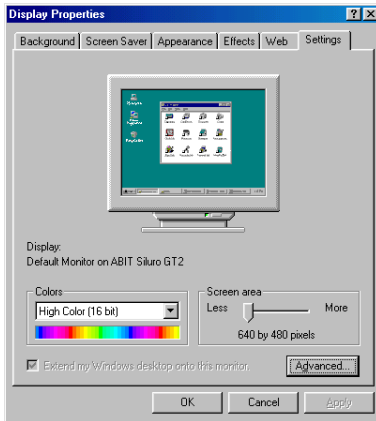 Display Properties
Background Screen Saver Appearance Effects Web Settings
Display:
Default Monitor on ABIT Siluro GT2
Colors
High Color (16 bit)
Screen area
Less More
640 by 480 pixels
Extend my Windows desktop onto this monitor.
Advanced...
OK Cancel Apply